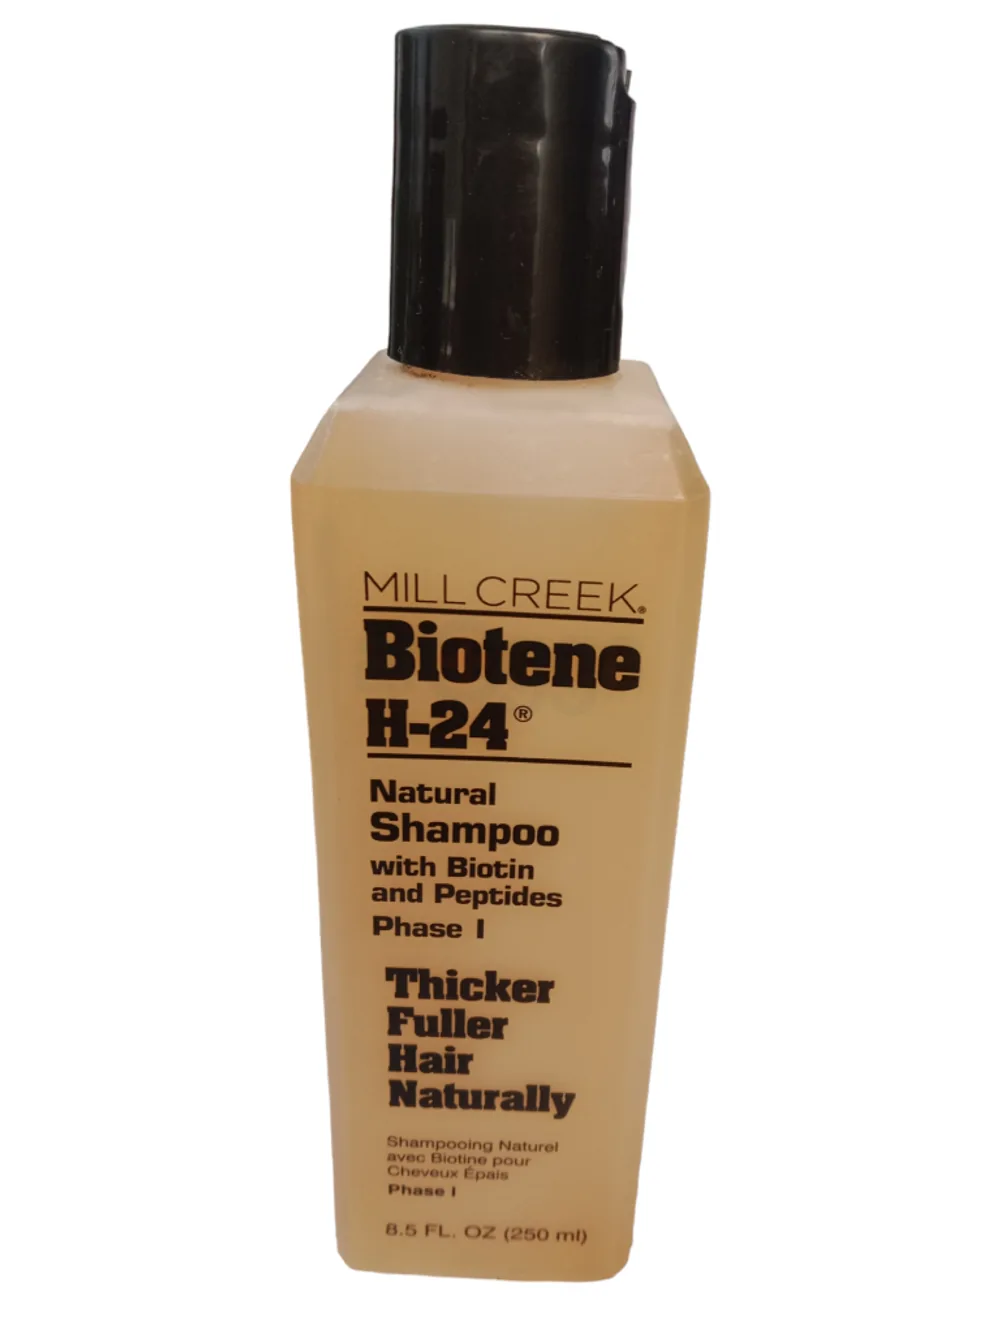 MILL CREEK®
Biotene
H-24®
Natural
Shampoo
with Biotin
and Peptides
Phase I
Thicker
Fuller
Hair
Naturally
Shampooing Naturel
avec Biotine pour
Cheveux Épais
Phase I
8.5 FL. OZ (250 ml)